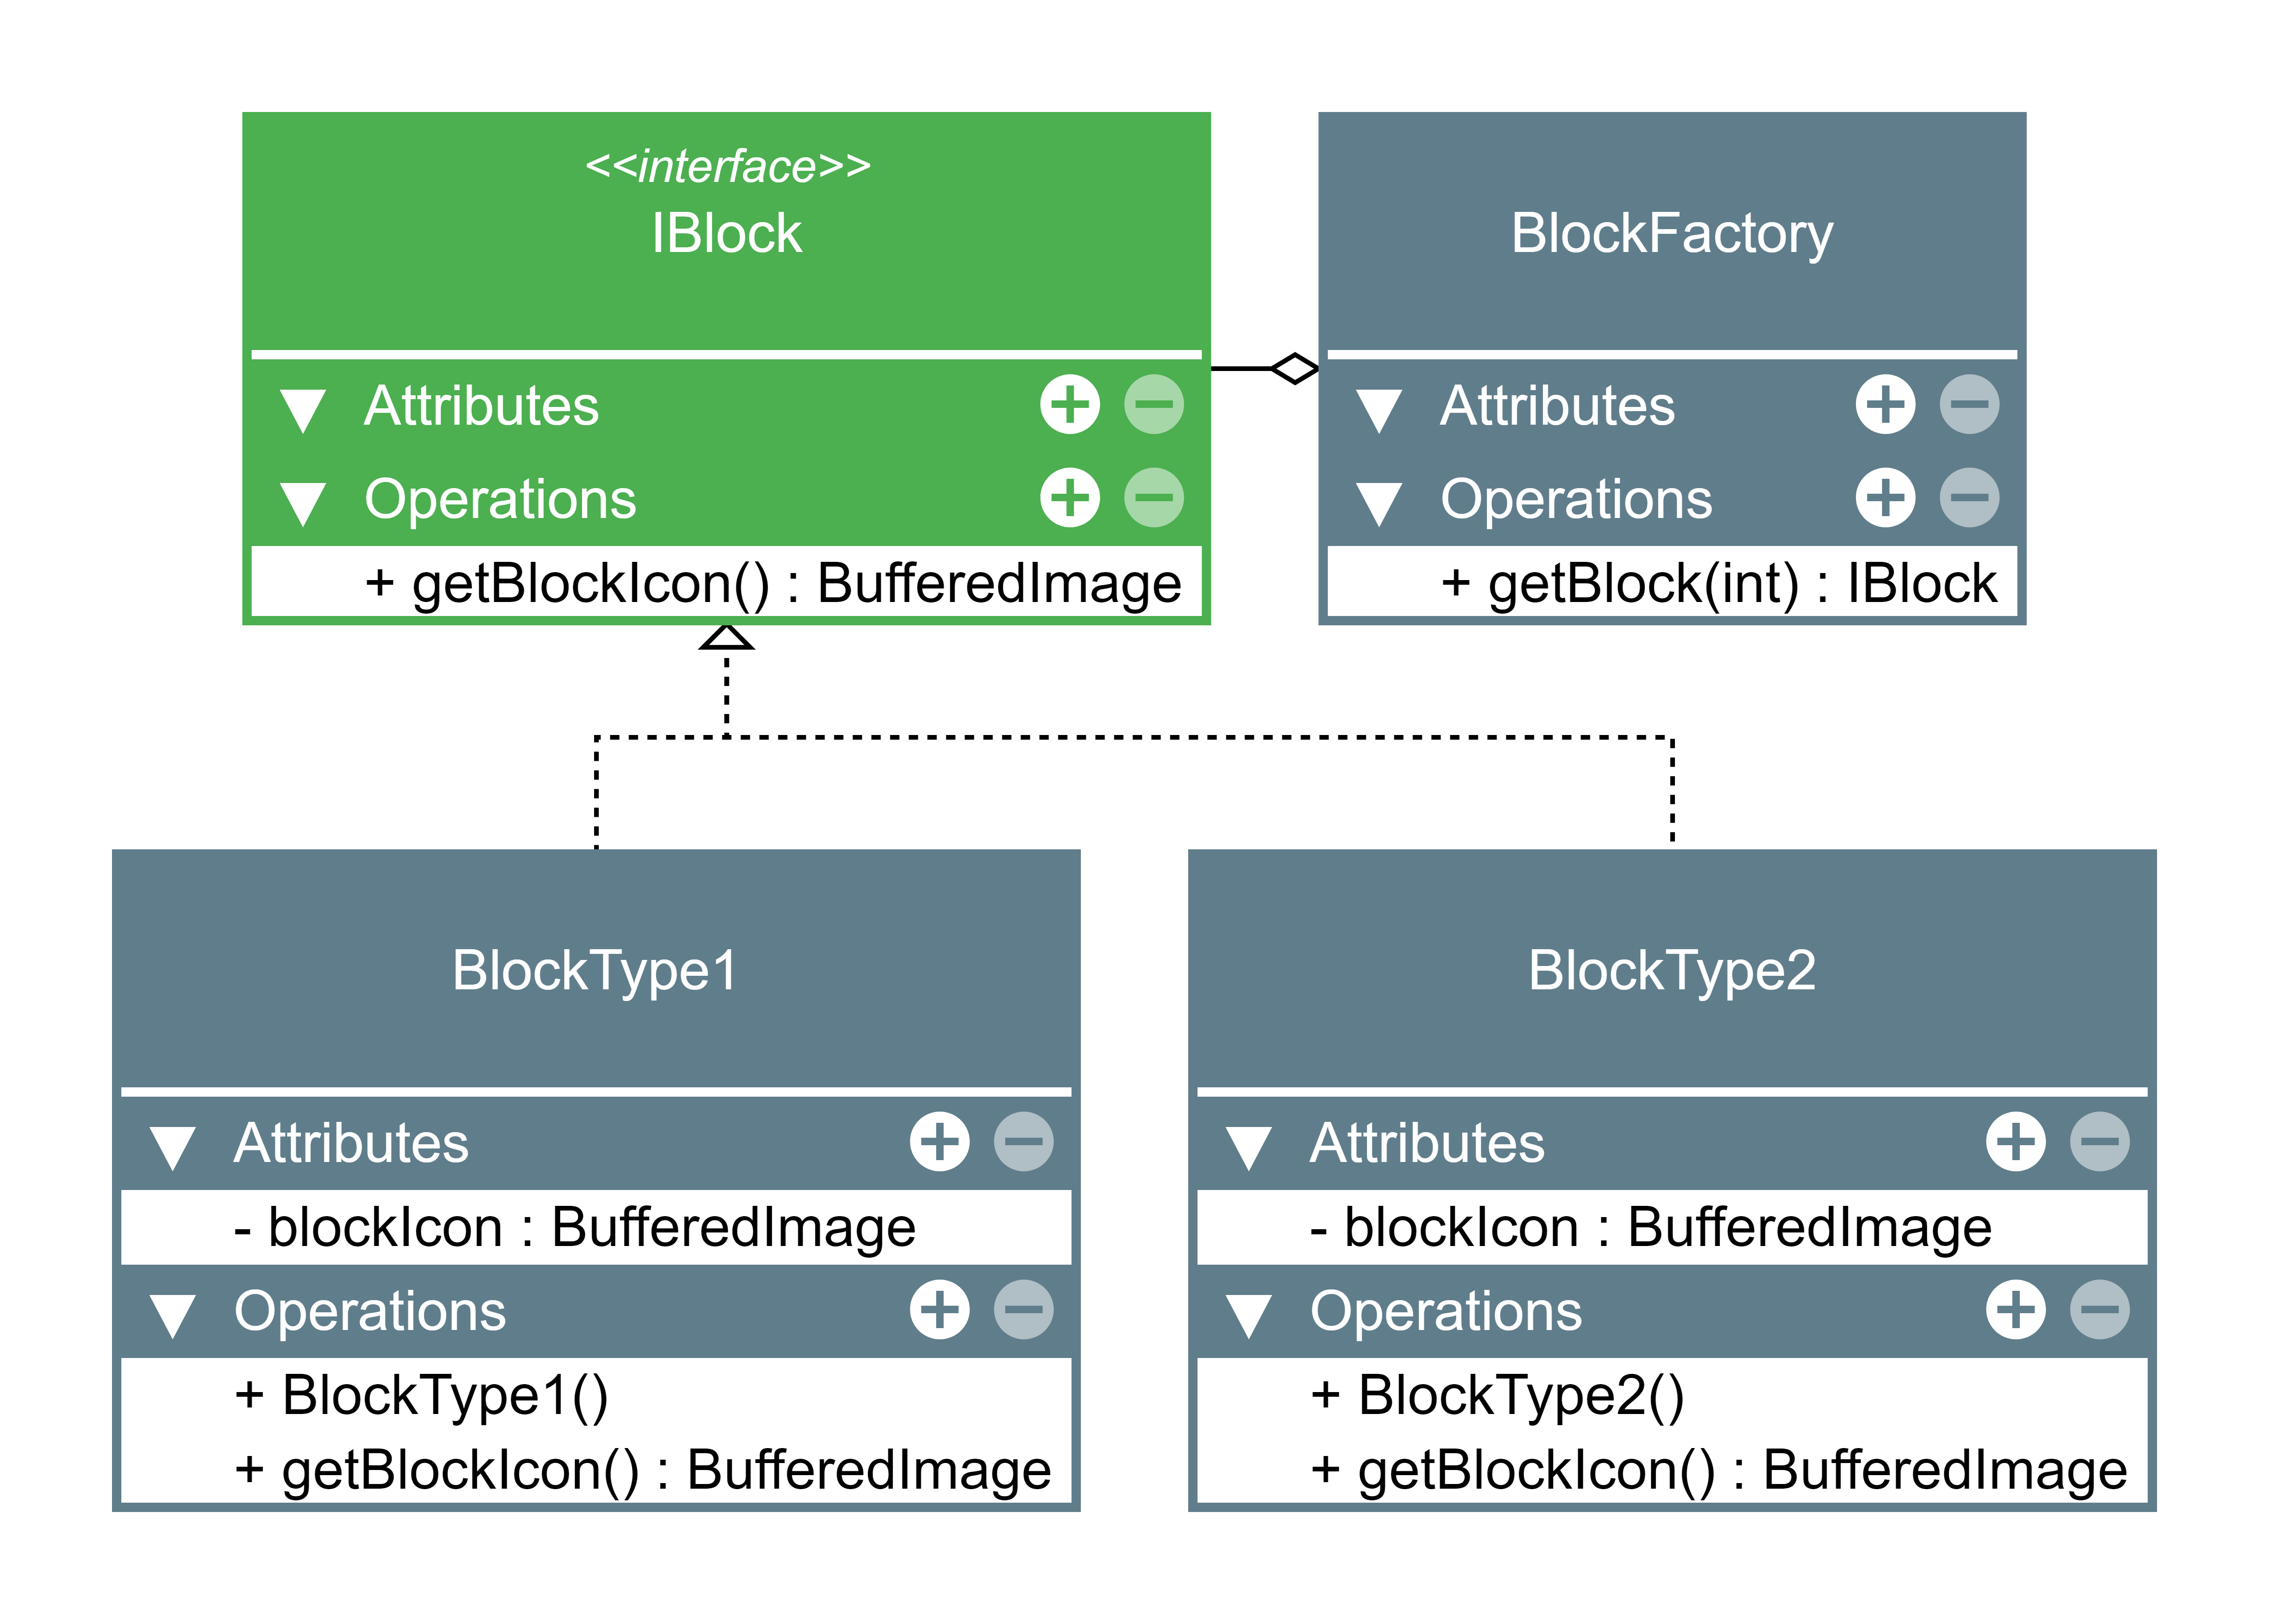 <<interface>>
IBlock
Attributes
Operations
+ getBlockIcon() : BufferedImage
BlockFactory
Attributes
Operations
+ getBlock(int) : IBlock
BlockType1
Attributes
- blockIcon : BufferedImage
Operations
+ BlockType1()
+ getBlockIcon() : BufferedImage
BlockType2
Attributes
- blockIcon : BufferedImage
Operations
+ BlockType2()
+ getBlockIcon() : BufferedImage